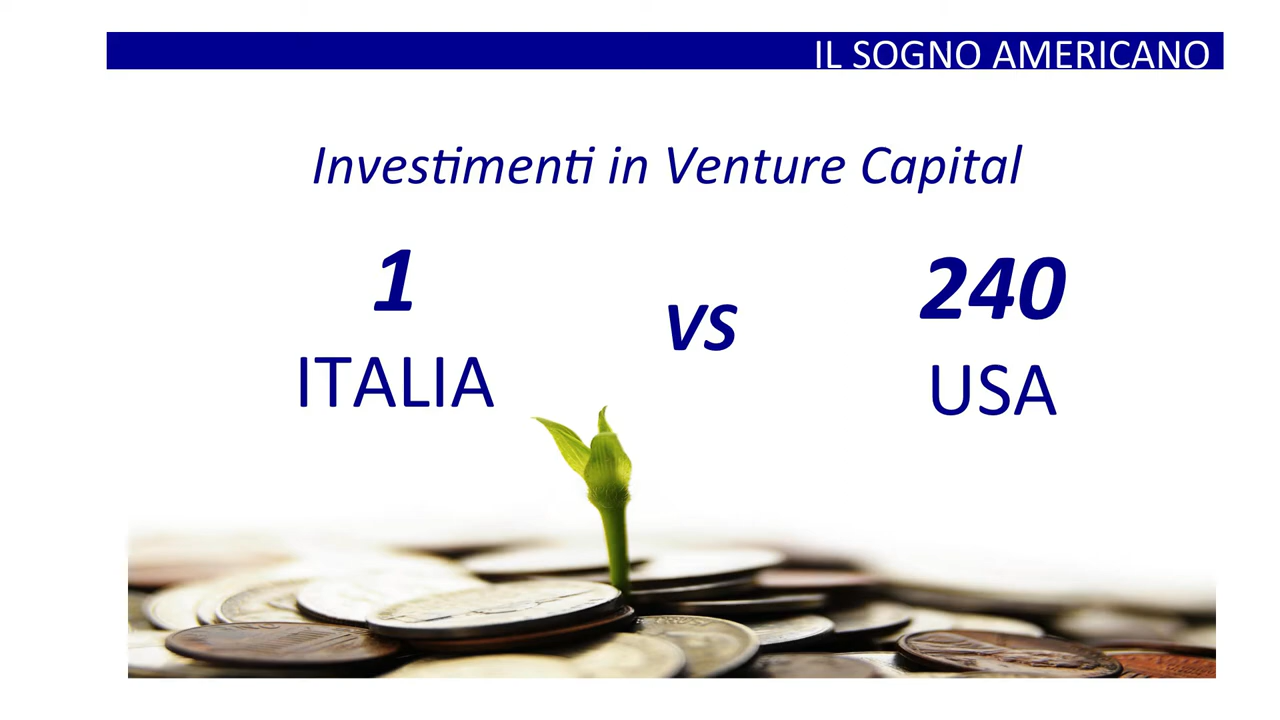 IL SOGNO AMERICANO
Investimenti in Venture Capital
1 VS 240
ITALIA USA